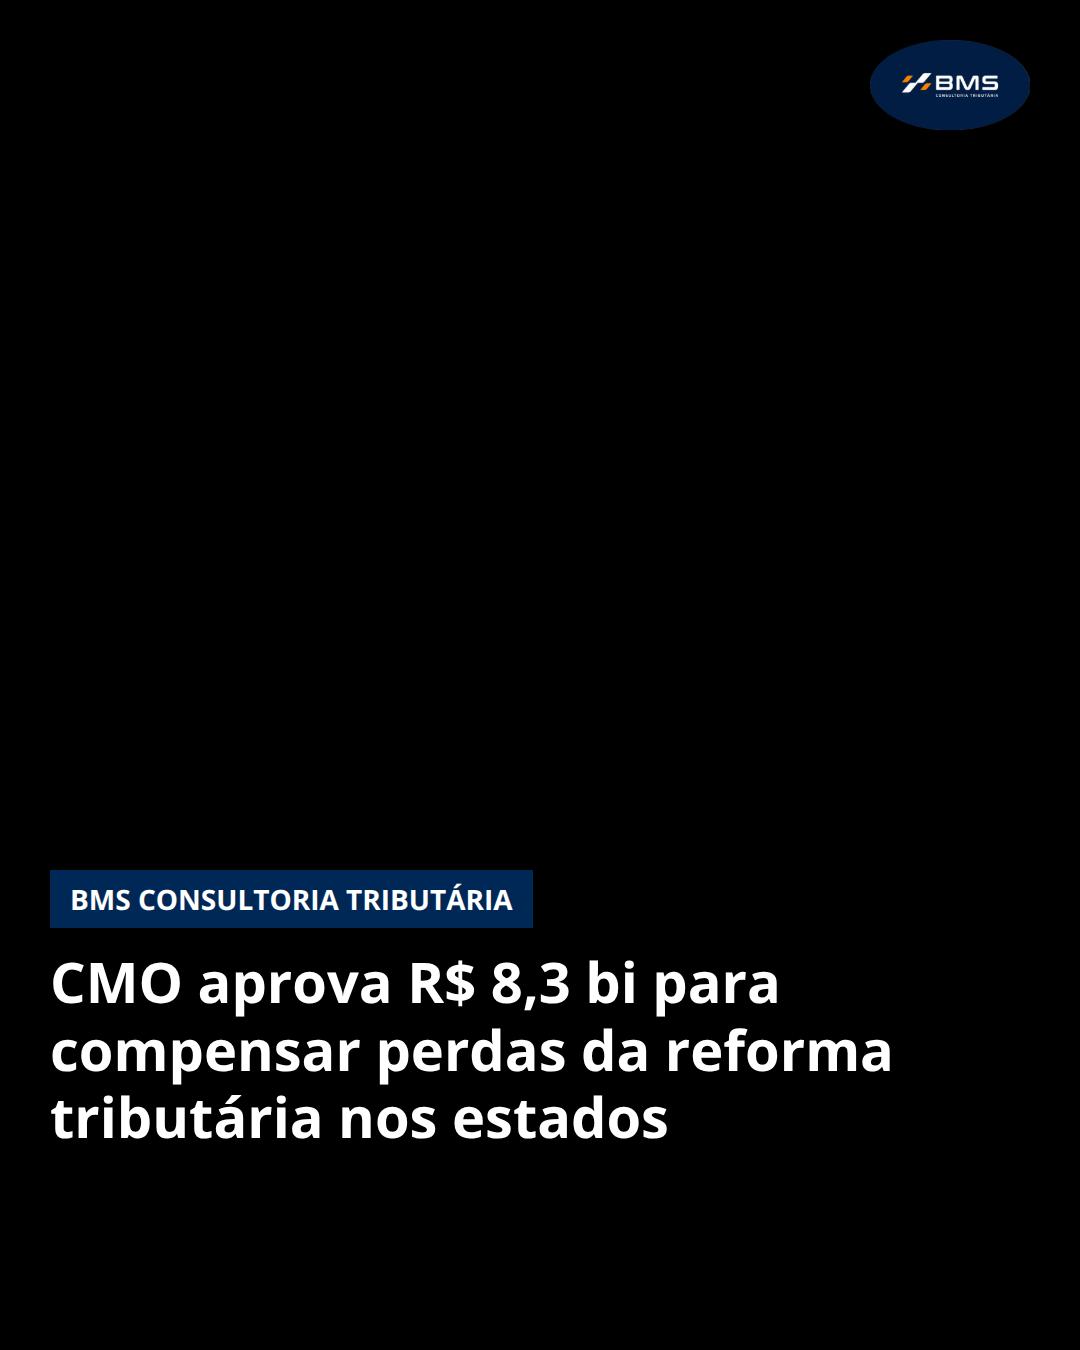 BMS
CONSULTORIA TRIBUTÁRIA
BMS CONSULTORIA TRIBUTÁRIA
CMO aprova R$ 8,3 bi para
compensar perdas da reforma
tributária nos estados